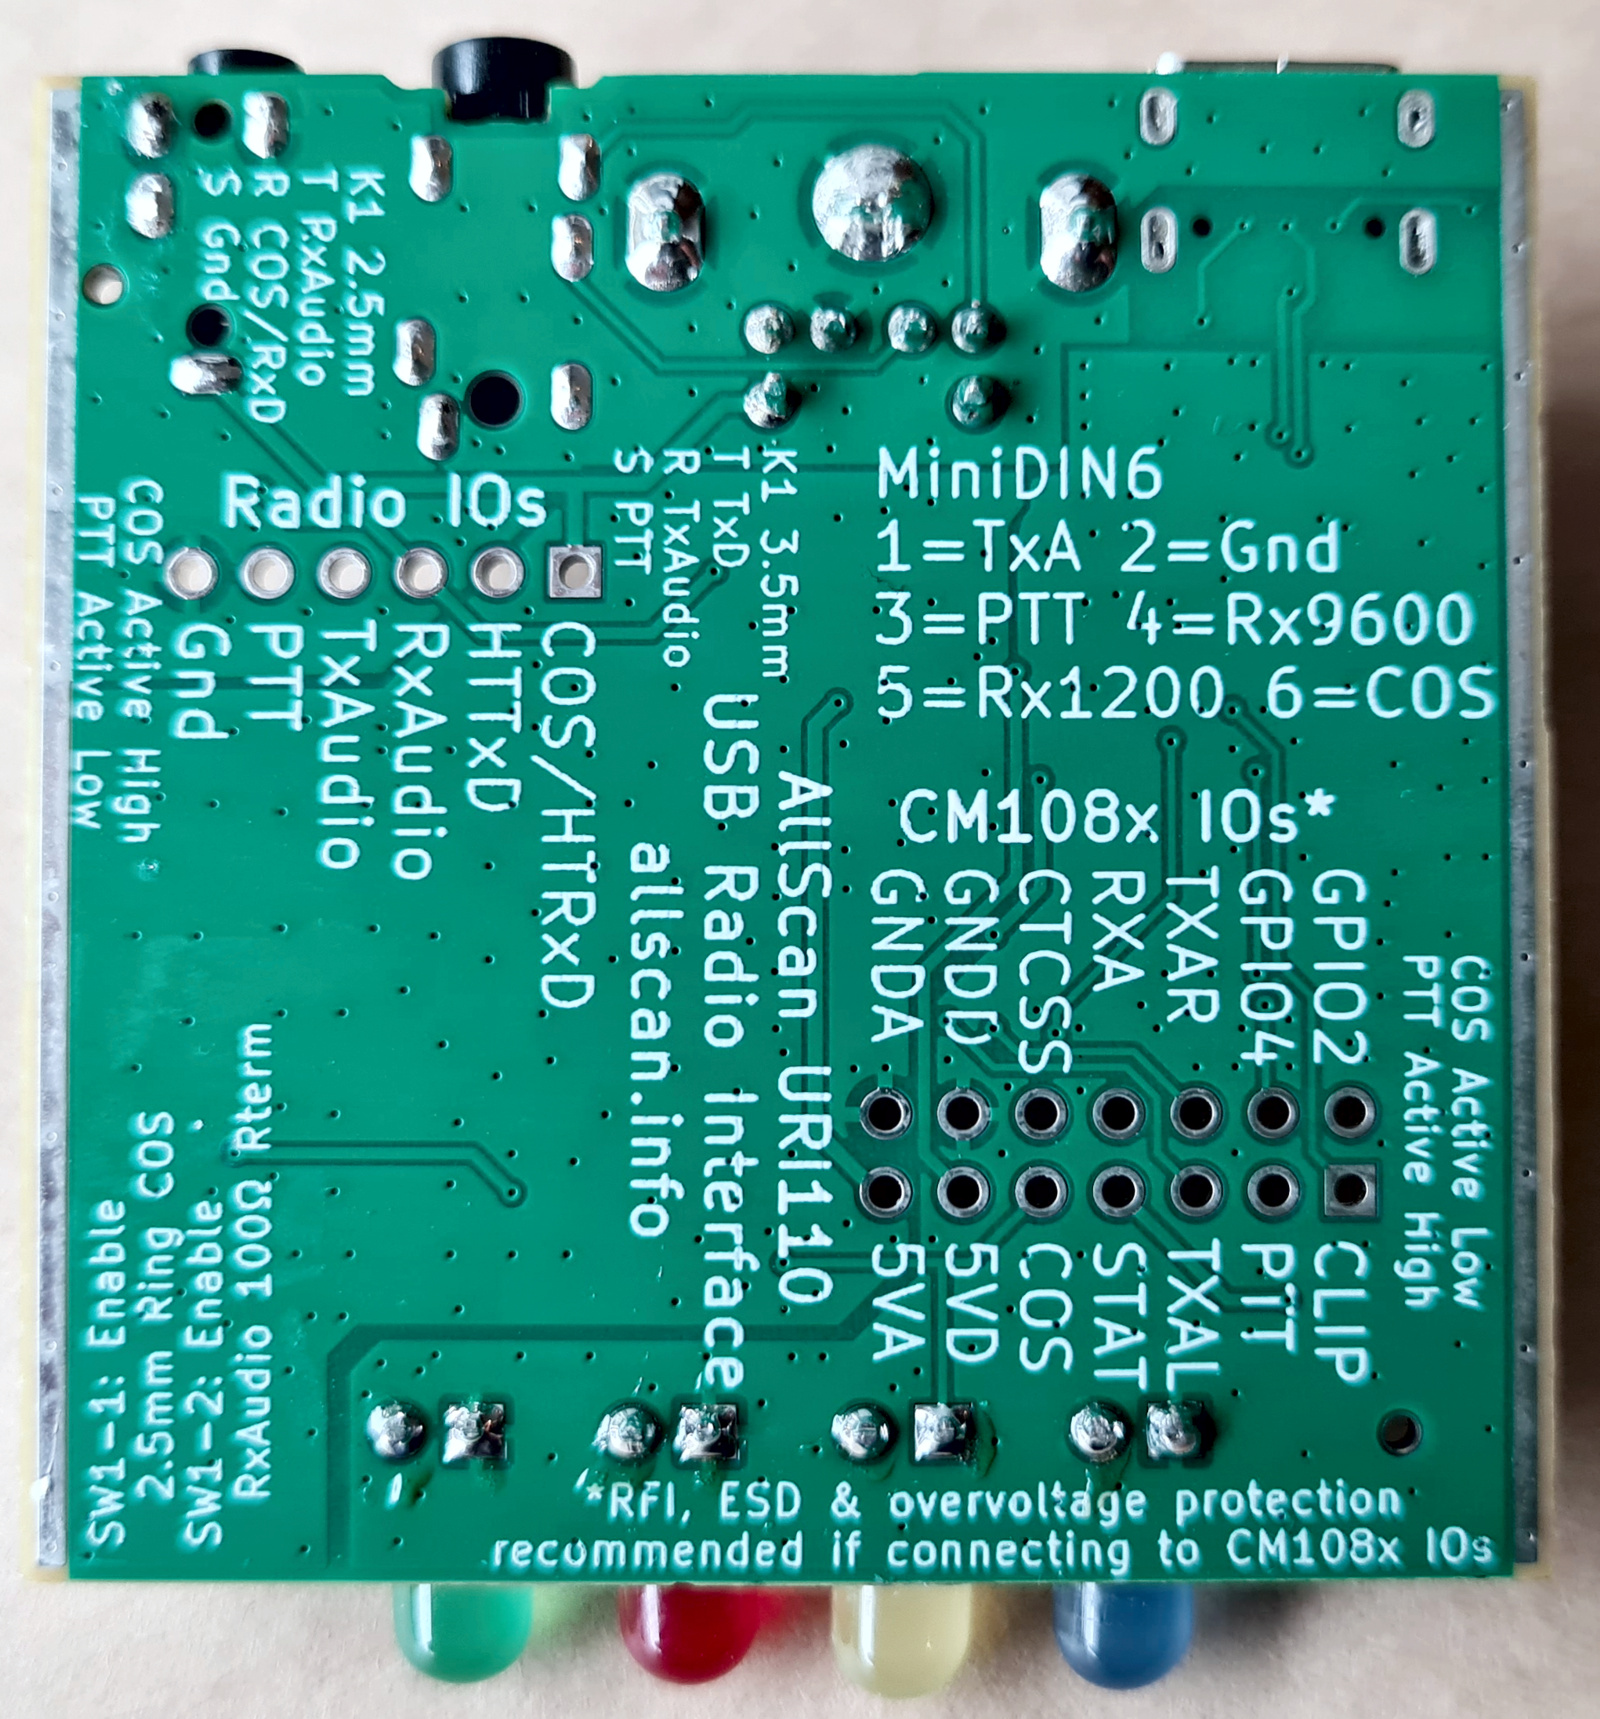 K1 2.5mm
T RxAudio
R COS/RxD
S Gnd
Radio IOs
COS Active High
PTT Active Low
Gnd
PTT
TxAudio
RxAudio
HTTxD
COS/HTRxD
K1 3.5mm
T TxD
R TxAudio
S PTT
MiniDIN6
1=TxA 2=Gnd
3=PTT 4=Rx9600
5=Rx1200 6=COS
AllScan URI110
USB Radio Interface
allscan.info
CM108x IOs*
GNDA
GNDD
CTCSS
RXA
TXAR
GPIO4
GPIO2
5VA
5VD
COS
STAT
TXAL
PTT
CLIP
COS Active Low
PTT Active High
SW1-1: Enable
2.5mm Ring COS
SW1-2: Enable
RxAudio 100Ω Rterm
*RFI, ESD & overvoltage protection
recommended if connecting to CM108x IOs